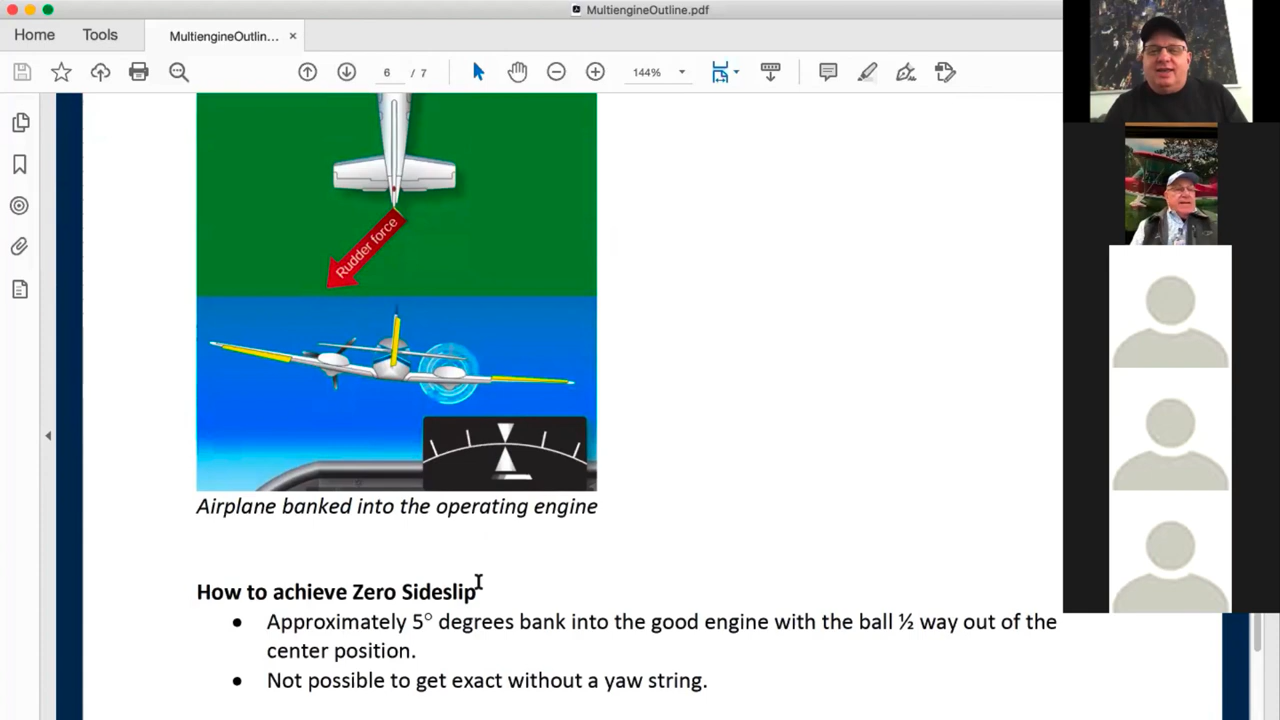 MultiengineOutline.pdf
Home
Tools
MultiengineOutlin...
6
/ 7
144%
Rudder force
Airplane banked into the operating engine
How to achieve Zero Sideslip
• Approximately 5° degrees bank into the good engine with the ball ½ way out of the
center position.
• Not possible to get exact without a yaw string.